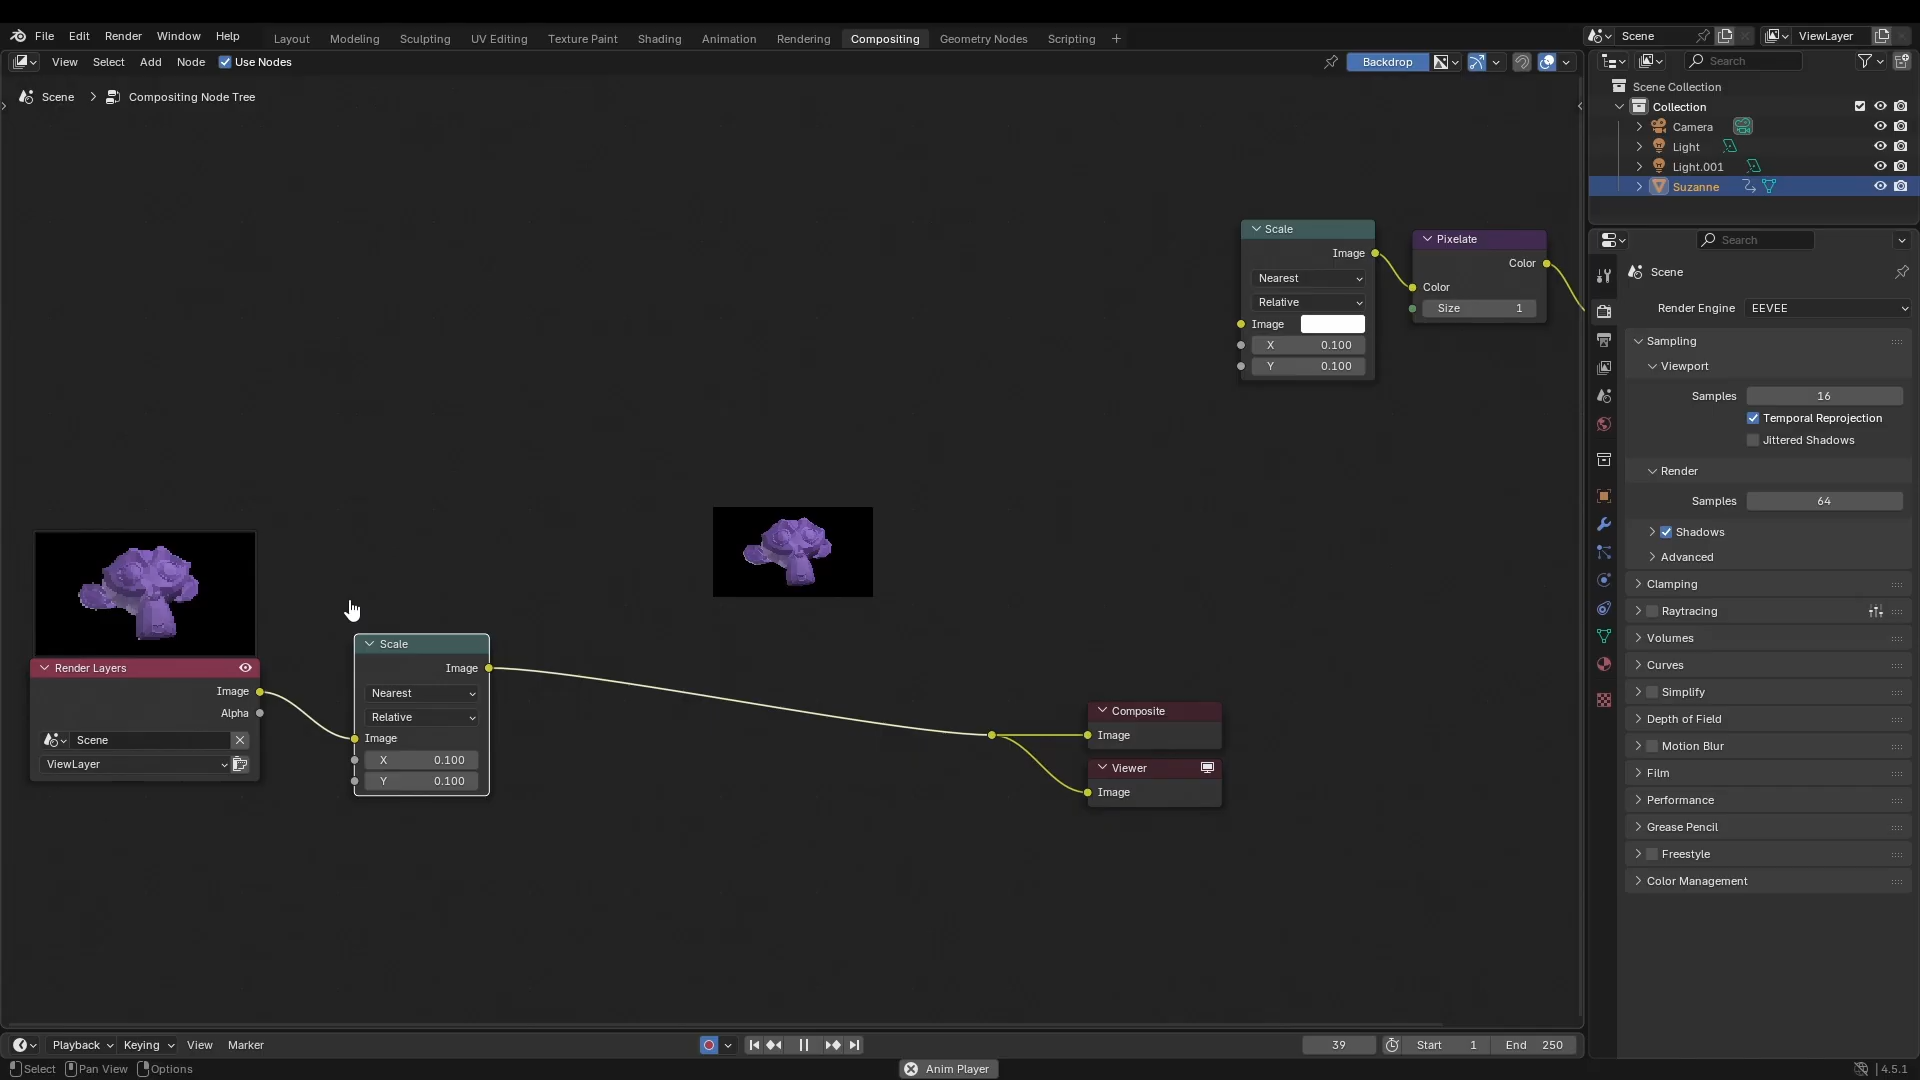 File Edit Render Window Help Layout Modeling Sculpting UV Editing Texture Paint Shading Animation Rendering Compositing Geometry Nodes Scripting + Scene ViewLayer
View Select Add Node Use Nodes Backdrop Search
Scene > Compositing Node Tree
Scene Collection
Collection
Camera
Light
Light.001
Suzanne
Scale
Image
Nearest
Relative
Image
X 0.100
Y 0.100
Pixelate
Color
Color
Size 1
Render Layers
Image
Alpha
Scene
ViewLayer
Scale
Image
Nearest
Relative
Image
X 0.100
Y 0.100
Composite
Image
Viewer
Image
Search
Scene
Render Engine EEVEE
Sampling
Viewport
Samples 16
Temporal Reprojection
Jittered Shadows
Render
Samples 64
Shadows
Advanced
Clamping
Raytracing
Volumes
Curves
Simplify
Depth of Field
Motion Blur
Film
Performance
Grease Pencil
Freestyle
Color Management
Playback Keying View Marker 39 Start 1 End 250
Select Pan View Options Anim Player 4.5.1